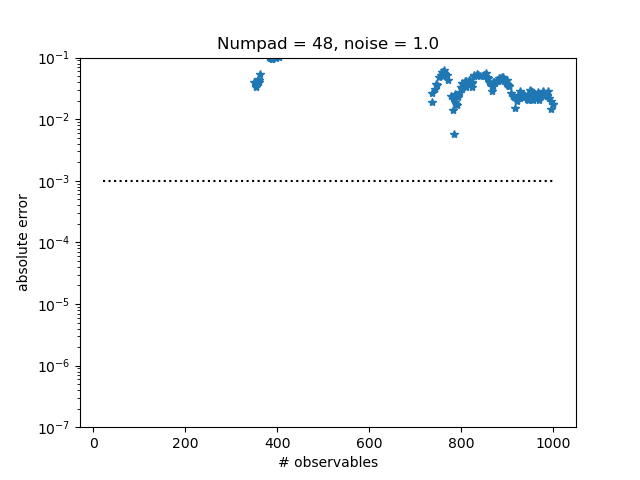 Numpad = 48, noise = 1.0
10⁻¹
10⁻²
10⁻³
10⁻⁴
10⁻⁵
10⁻⁶
10⁻⁷
absolute error
0 200 400 600 800 1000
# observables